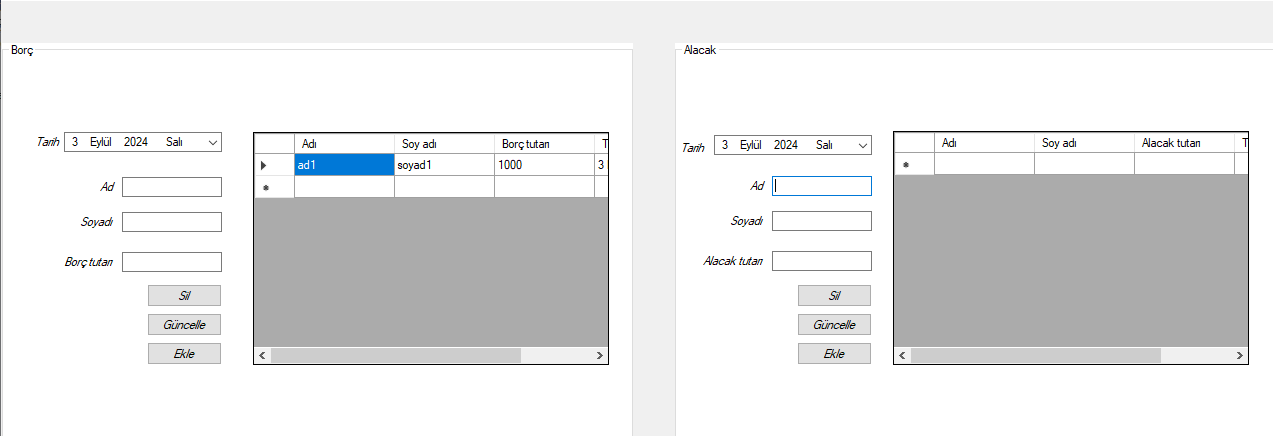 Borç
Tarih 3 Eylül 2024 Salı
Ad
Soyadı
Borç tutarı
Sil
Güncelle
Ekle
Adı Soy adı Borç tutarı T
ad1 soyad1 1000 3
Alacak
Tarih 3 Eylül 2024 Salı
Ad
Soyadı
Alacak tutarı
Sil
Güncelle
Ekle
Adı Soy adı Alacak tutarı T